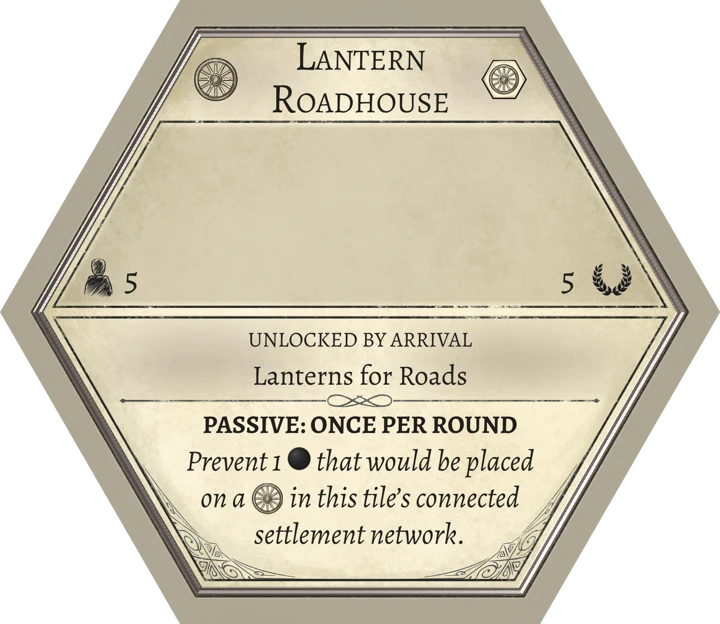 Lantern
Roadhouse
5
5
UNLOCKED BY ARRIVAL
Lanterns for Roads
PASSIVE: ONCE PER ROUND
Prevent 1 that would be placed
on a in this tile's connected
settlement network.